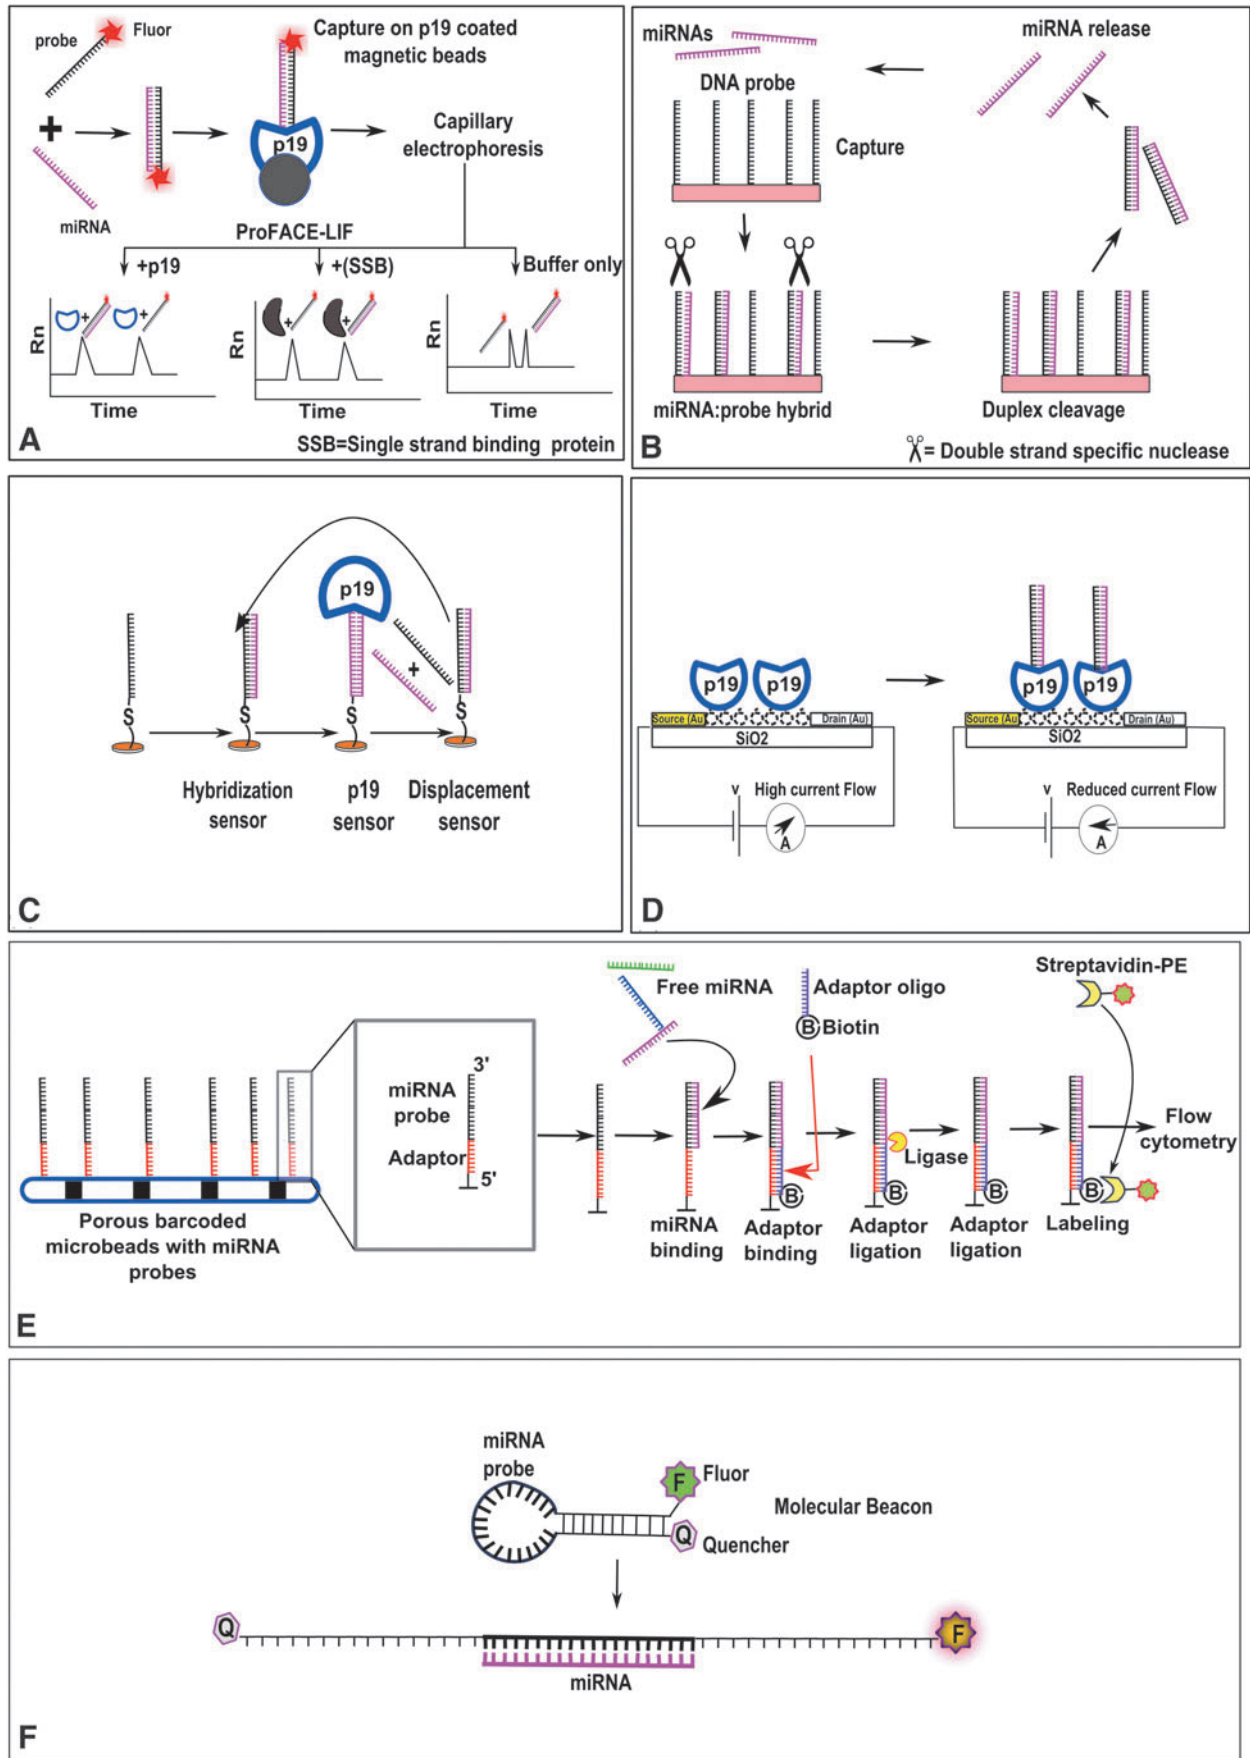 probe
Fluor
Capture on p19 coated
magnetic beads
+
miRNA
p19
Capillary
electrophoresis
ProFACE-LIF
+p19
+(SSB)
Buffer only
+
+
+
+
Rn
Rn
Rn
Time
Time
Time
A
SSB=Single strand binding protein
miRNAs
miRNA release
DNA probe
Capture
miRNA:probe hybrid
Duplex cleavage
B
= Double strand specific nuclease
p19
+
S
S
S
S
Hybridization
sensor
p19
sensor
Displacement
sensor
C
p19
p19
p19
p19
Source (Au)
Drain (Au)
SiO2
Source (Au)
Drain (Au)
SiO2
V
High current Flow
A
V
Reduced current Flow
A
D
Free miRNA
Adaptor oligo
B
Biotin
Streptavidin-PE
3'
miRNA
probe
Adaptor
5'
Ligase
Flow
cytometry
B
B
B
B
Porous barcoded
microbeads with miRNA
probes
miRNA
binding
Adaptor
binding
Adaptor
ligation
Adaptor
ligation
Labeling
E
miRNA
probe
F
Fluor
Molecular Beacon
Q
Quencher
Q
F
miRNA
F